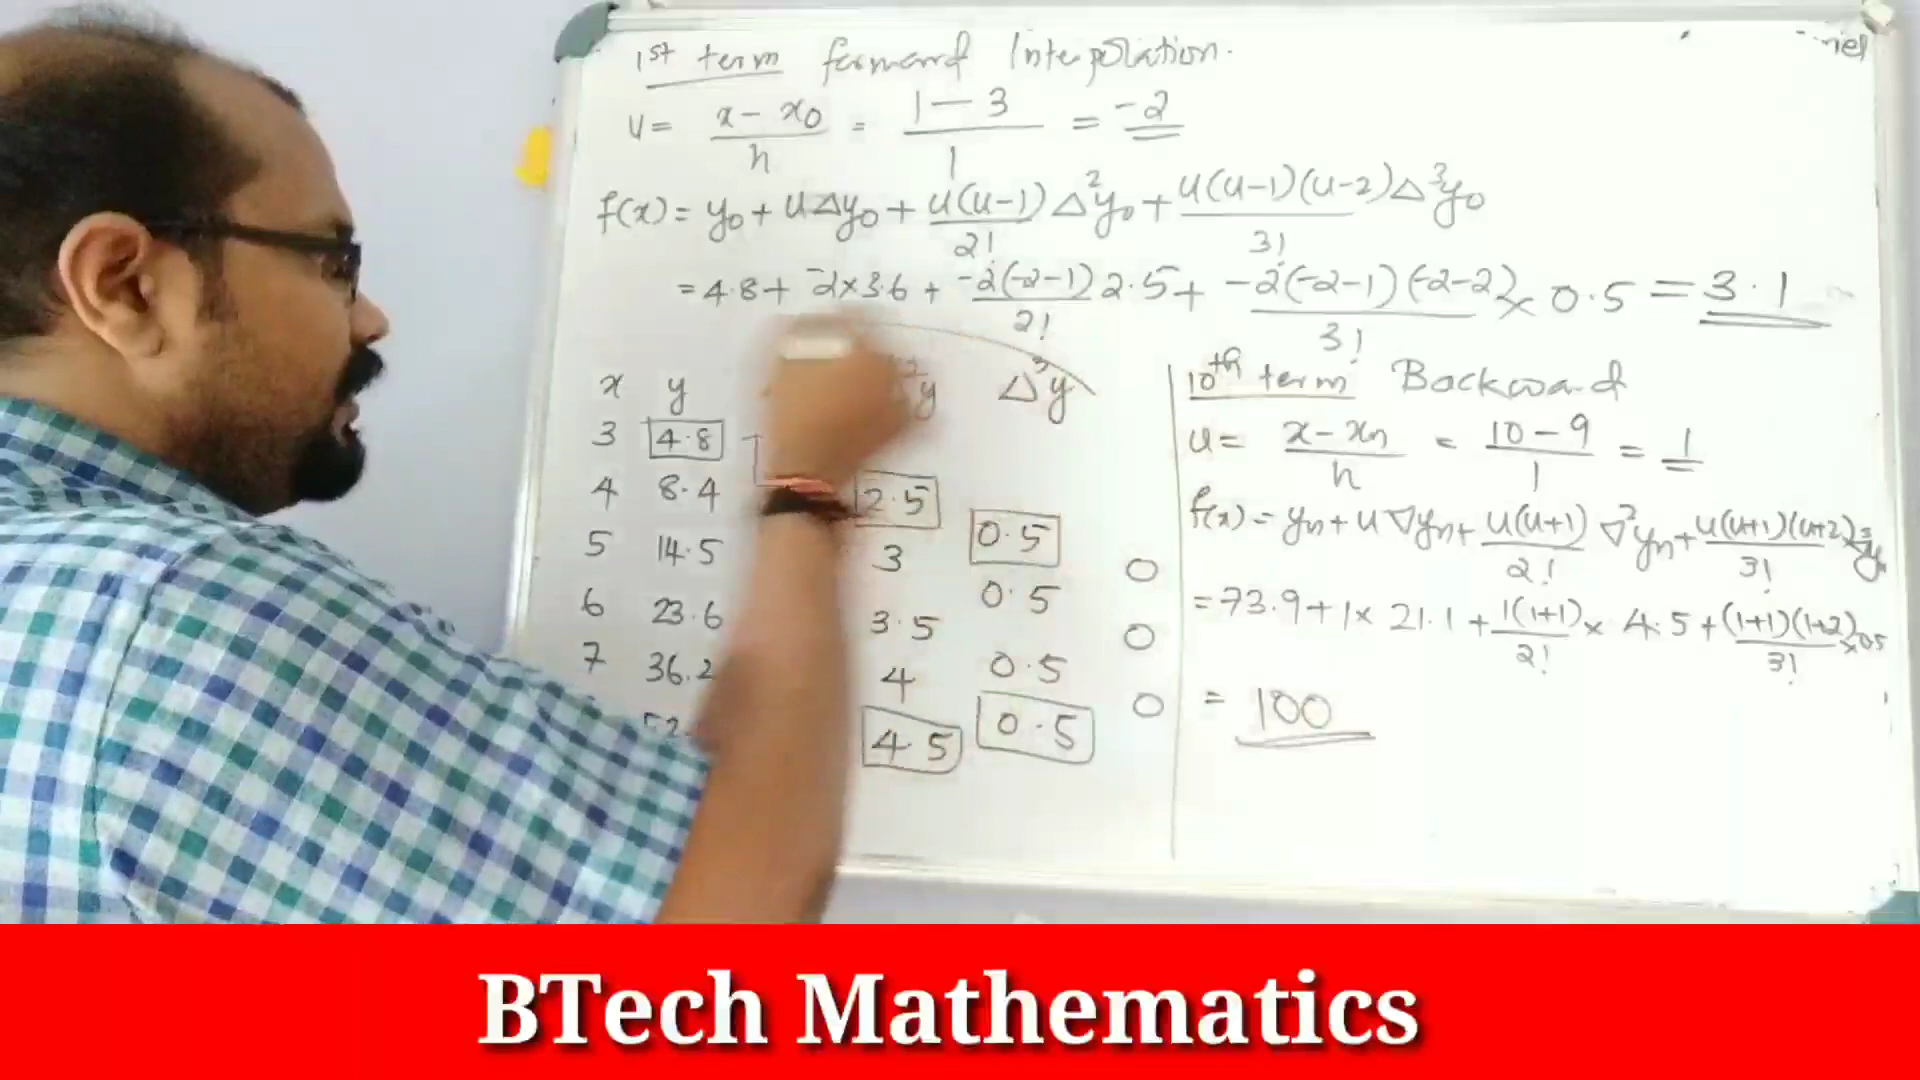 1st term forward Interpolation.
u = x - x0 / h = 1 - 3 / 1 = -2
f(x) = y0 + uΔy0 + u(u-1) / 2! Δ²y0 + u(u-1)(u-2) / 3! Δ³y0
= 4.8 + -2×3.6 + -2(-2-1) / 2! 2.5 + -2(-2-1)(-2-2) / 3! × 0.5 = 3.1
x y Δ³y
3 4.8
4 8.4 2.5
5 14.5 3 0.5
6 23.6 3.5 0.5 0
7 36.2 4 0.5 0
4.5 0.5 0
10th term Backward
u = x - xn / h = 10 - 9 / 1 = 1
f(x) = yn + u∇yn + u(u+1) / 2! ∇²yn + u(u+1)(u+2) / 3!
= 73.9 + 1 × 21.1 + 1(1+1) / 2! × 4.5 + (1+1)(1+2) / 3! × 0.5
= 100
BTech Mathematics